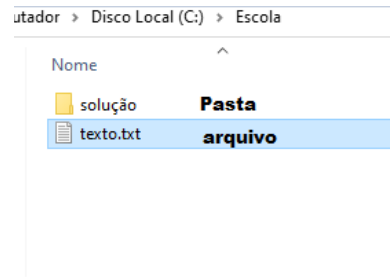 utador > Disco Local (C:) > Escola
Nome
solução Pasta
texto.txt arquivo